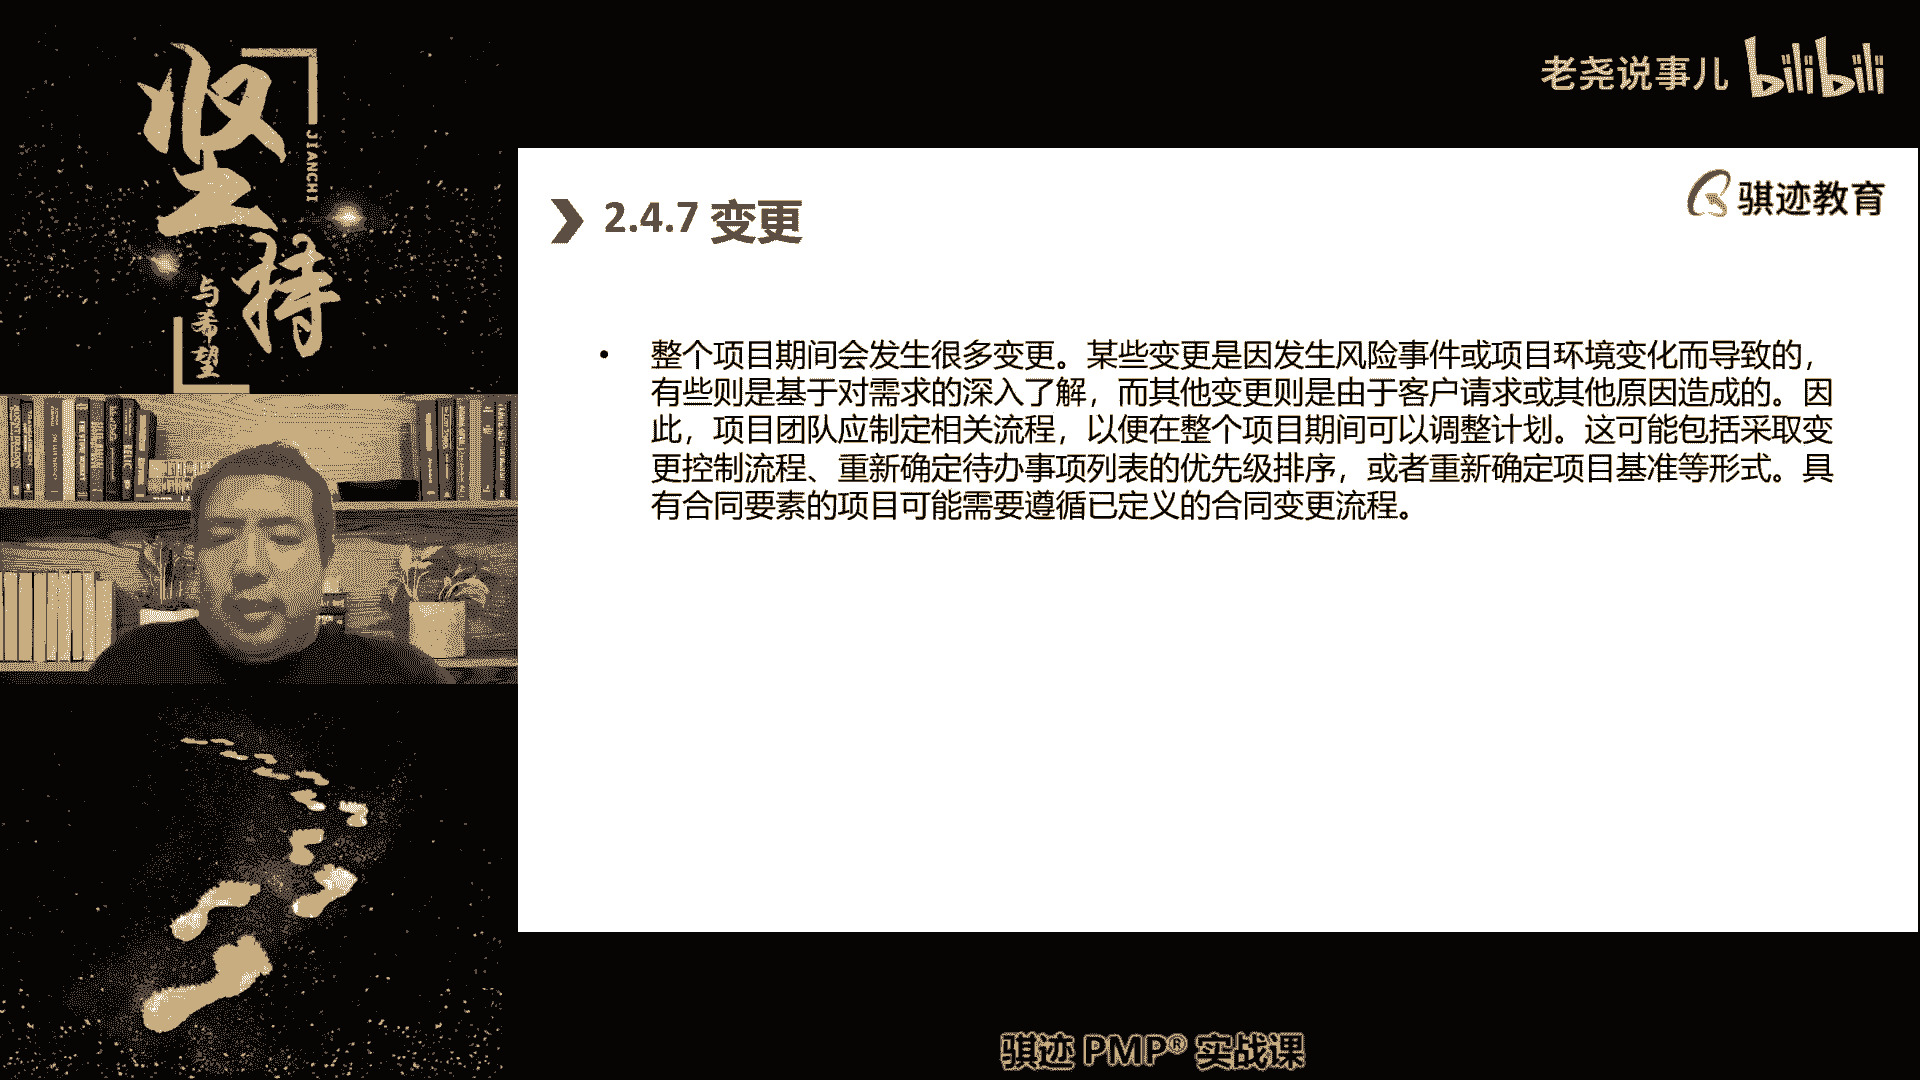 坚持
JIANCHI
与希望
老尧说事儿 bilibili
骐迹教育
2.4.7 变更
• 整个项目期间会发生很多变更。某些变更是因发生风险事件或项目环境变化而导致的，
有些则是基于对需求的深入了解，而其他变更则是由于客户请求或其他原因造成的。因
此，项目团队应制定相关流程，以便在整个项目期间可以调整计划。这可能包括采取变
更控制流程、重新确定待办事项列表的优先级排序，或者重新确定项目基准等形式。具
有合同要素的项目可能需要遵循已定义的合同变更流程。
骐迹 PMP® 实战课